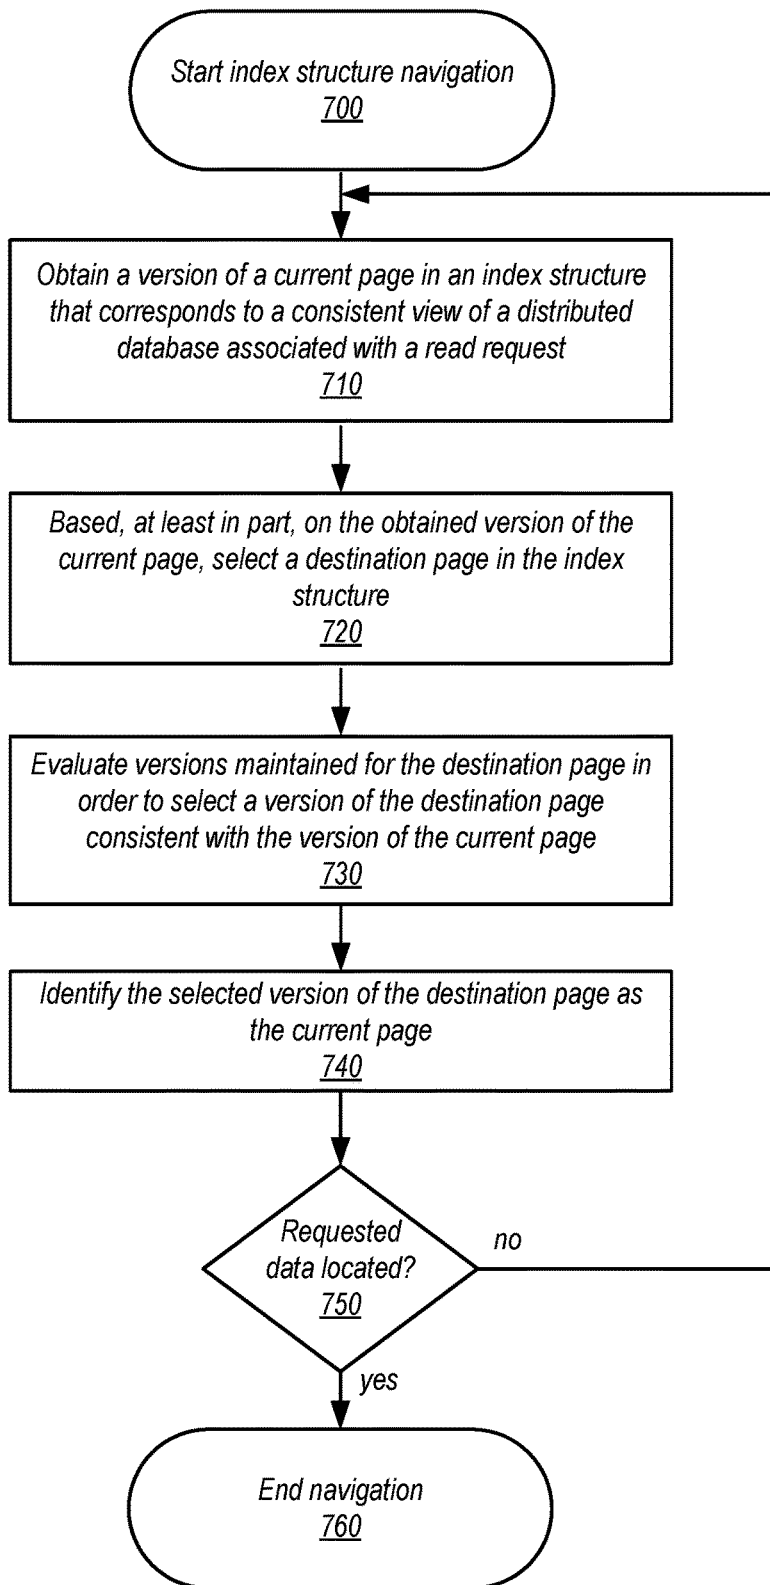 Start index structure navigation
700
Obtain a version of a current page in an index structure
that corresponds to a consistent view of a distributed
database associated with a read request
710
Based, at least in part, on the obtained version of the
current page, select a destination page in the index
structure
720
Evaluate versions maintained for the destination page in
order to select a version of the destination page
consistent with the version of the current page
730
Identify the selected version of the destination page as
the current page
740
Requested
data located?
750
no
yes
End navigation
760